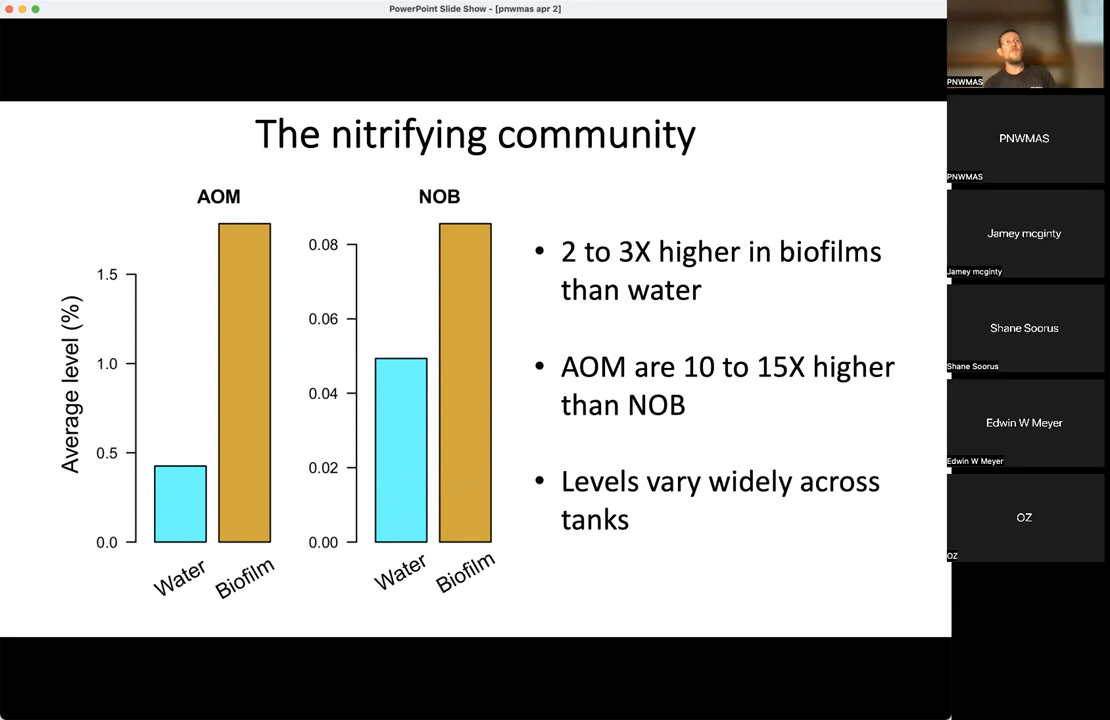 PowerPoint Slide Show - [pnwmas apr 2]
The nitrifying community
AOM
NOB
Average level (%)
1.5
1.0
0.5
0.0
Water
Biofilm
0.08
0.06
0.04
0.02
0.00
Water
Biofilm
• 2 to 3X higher in biofilms
than water
• AOM are 10 to 15X higher
than NOB
• Levels vary widely across
tanks
PNWMAS
PNWMAS
PNWMAS
Jamey mcginty
Jamey mcginty
Shane Soorus
Shane Soorus
Edwin W Meyer
Edwin W Meyer
OZ
OZ